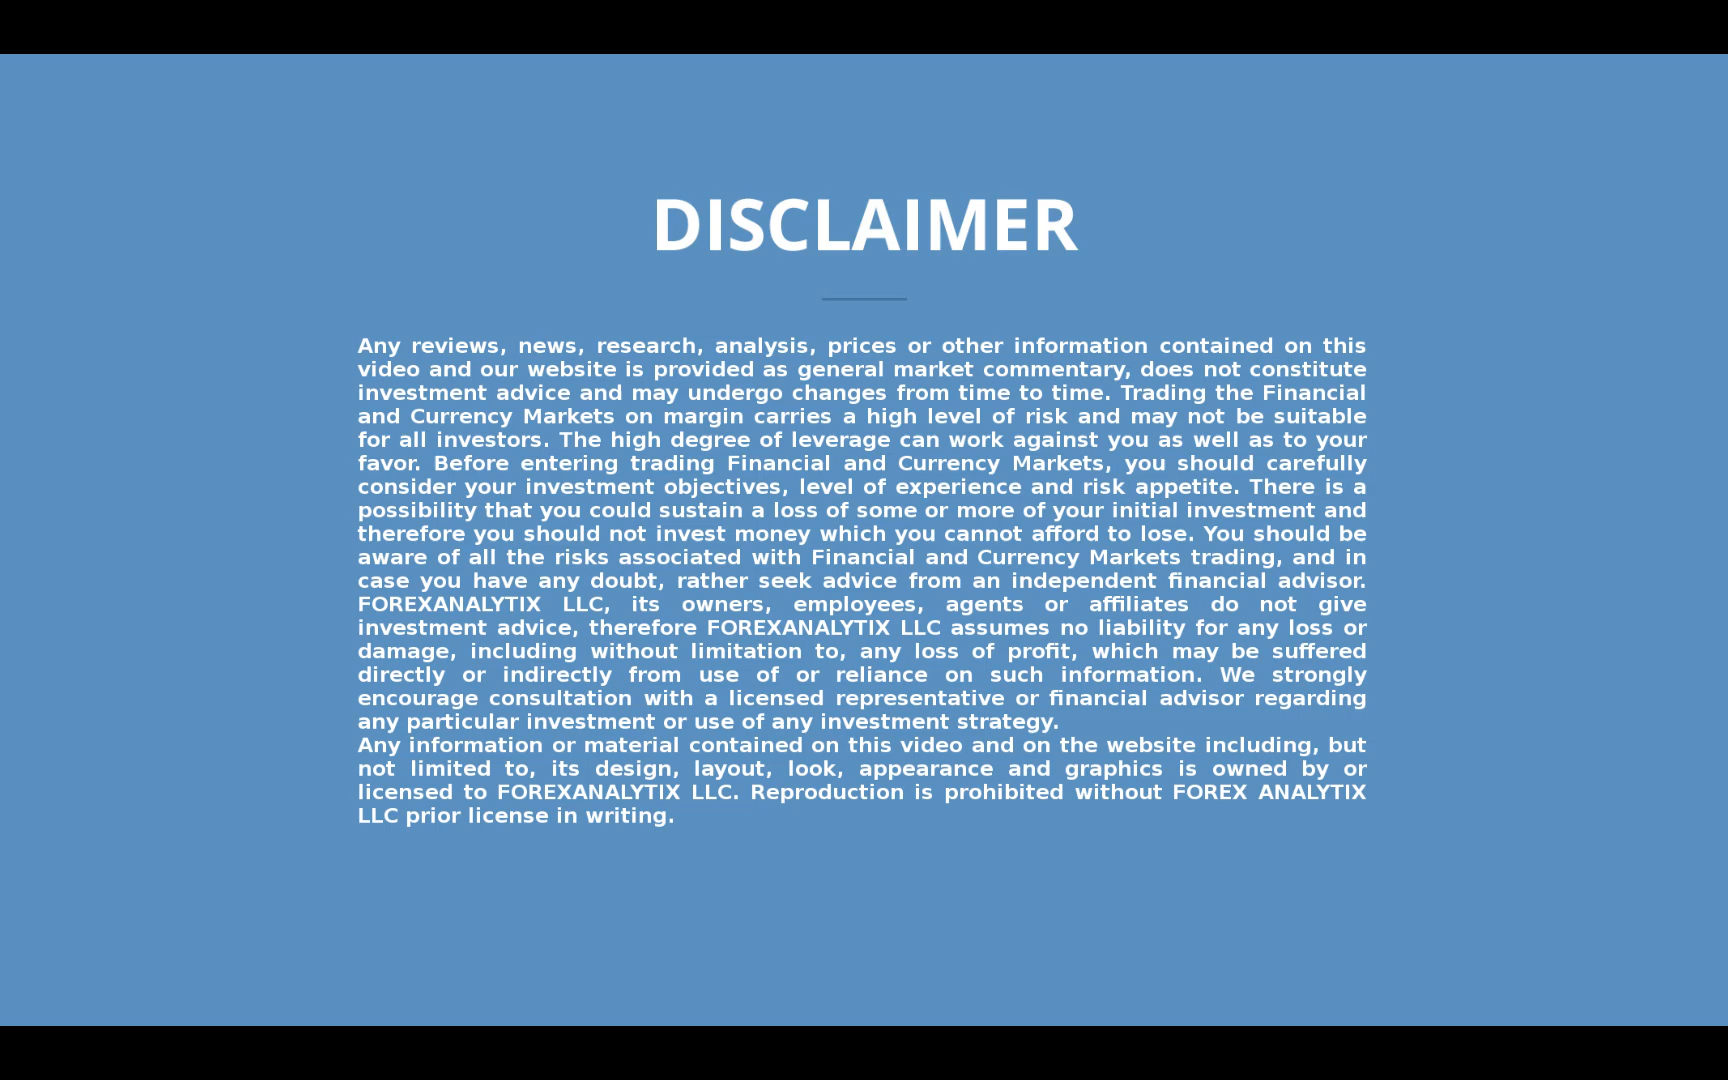 DISCLAIMER
Any reviews, news, research, analysis, prices or other information contained on this
video and our website is provided as general market commentary, does not constitute
investment advice and may undergo changes from time to time. Trading the Financial
and Currency Markets on margin carries a high level of risk and may not be suitable
for all investors. The high degree of leverage can work against you as well as to your
favor. Before entering trading Financial and Currency Markets, you should carefully
consider your investment objectives, level of experience and risk appetite. There is a
possibility that you could sustain a loss of some or more of your initial investment and
therefore you should not invest money which you cannot afford to lose. You should be
aware of all the risks associated with Financial and Currency Markets trading, and in
case you have any doubt, rather seek advice from an independent financial advisor.
FOREXANALYTIX LLC, its owners, employees, agents or affiliates do not give
investment advice, therefore FOREXANALYTIX LLC assumes no liability for any loss or
damage, including without limitation to, any loss of profit, which may be suffered
directly or indirectly from use of or reliance on such information. We strongly
encourage consultation with a licensed representative or financial advisor regarding
any particular investment or use of any investment strategy.
Any information or material contained on this video and on the website including, but
not limited to, its design, layout, look, appearance and graphics is owned by or
licensed to FOREXANALYTIX LLC. Reproduction is prohibited without FOREX ANALYTIX
LLC prior license in writing.